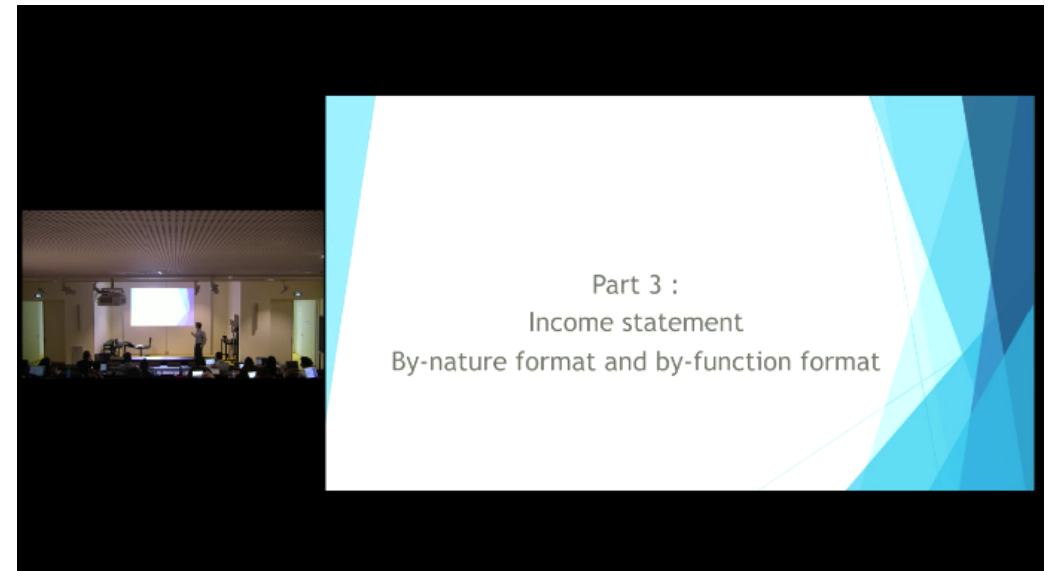 Part 3 :
Income statement
By-nature format and by-function format